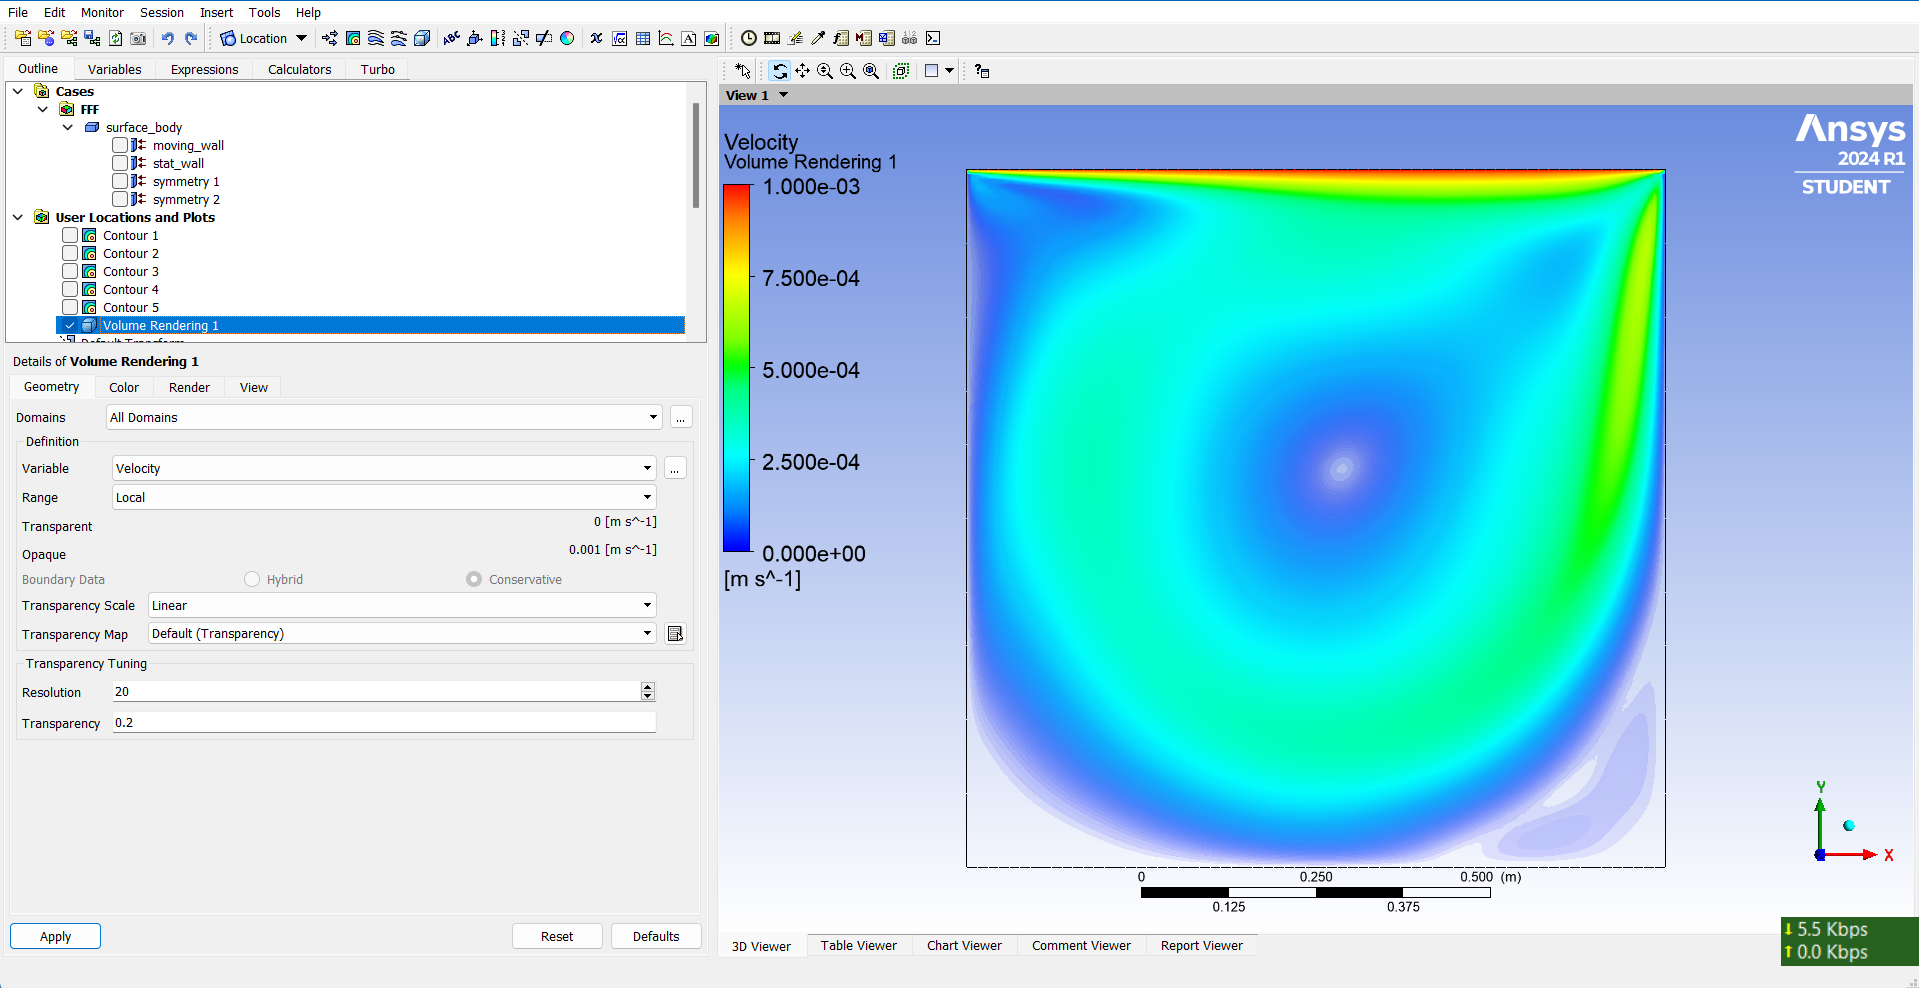 File Edit Monitor Session Insert Tools Help
Location
Outline Variables Expressions Calculators Turbo
Cases
FFF
surface_body
moving_wall
stat_wall
symmetry 1
symmetry 2
User Locations and Plots
Contour 1
Contour 2
Contour 3
Contour 4
Contour 5
Volume Rendering 1
Default Transform
Details of Volume Rendering 1
Geometry Color Render View
Domains All Domains ...
Definition
Variable Velocity ...
Range Local
Transparent 0 [m s^-1]
Opaque 0.001 [m s^-1]
Boundary Data Hybrid Conservative
Transparency Scale Linear
Transparency Map Default (Transparency)
Transparency Tuning
Resolution 20
Transparency 0.2
Apply Reset Defaults
View 1
Velocity
Volume Rendering 1
1.000e-03
7.500e-04
5.000e-04
2.500e-04
0.000e+00
[m s^-1]
Ansys
2024 R1
STUDENT
Y
X
0 0.250 0.500 (m)
0.125 0.375
3D Viewer Table Viewer Chart Viewer Comment Viewer Report Viewer
↓ 5.5 Kbps
↑ 0.0 Kbps